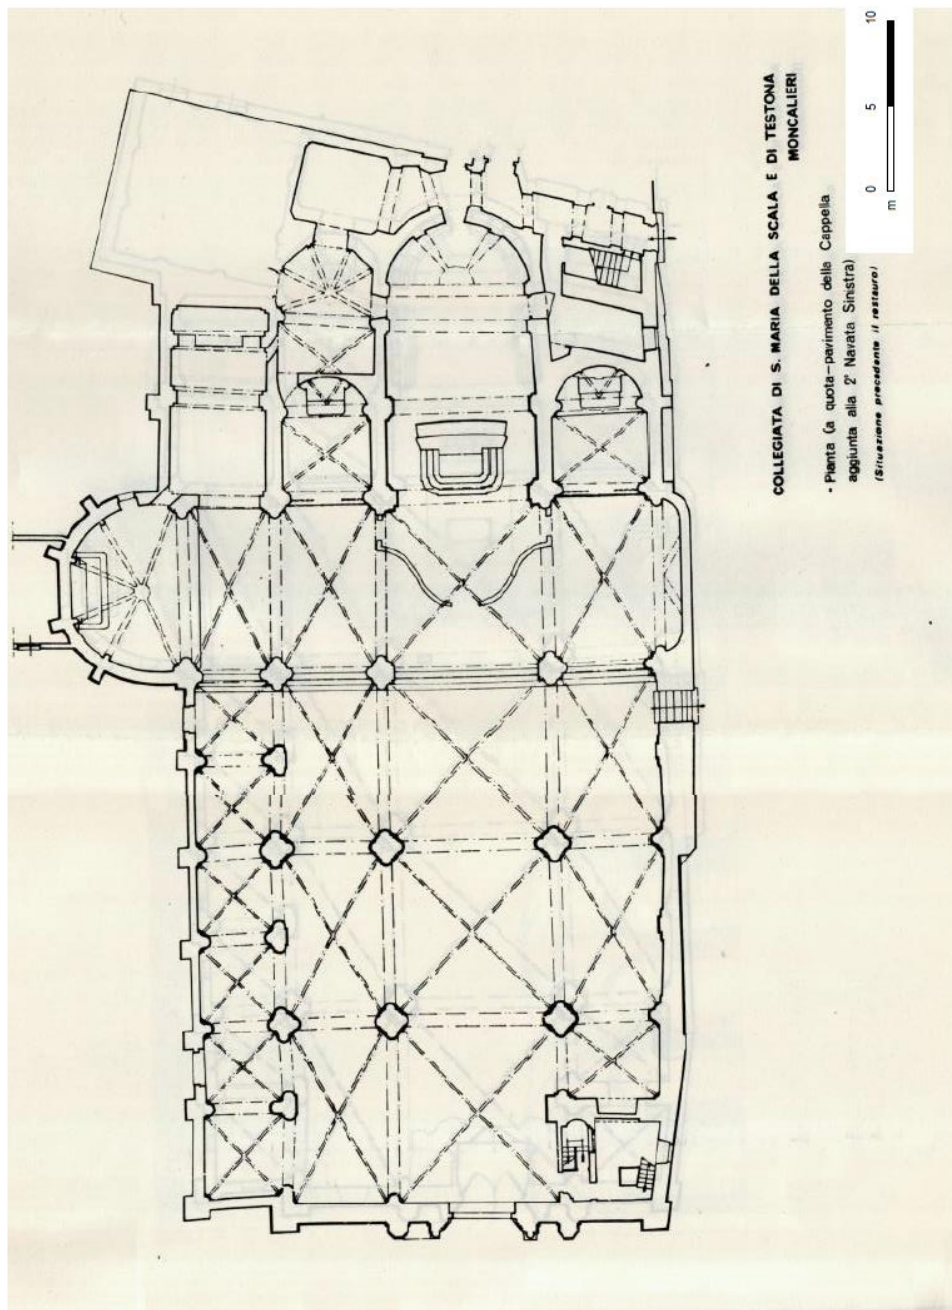 COLLEGIATA DI S. MARIA DELLA SCALA E DI TESTONA
MONCALIERI
- Pianta (a quota-pavimento della Cappella
aggiunta alla 2ª Navata Sinistra)
(Situazione precedente il restauro)
m 0 5 10